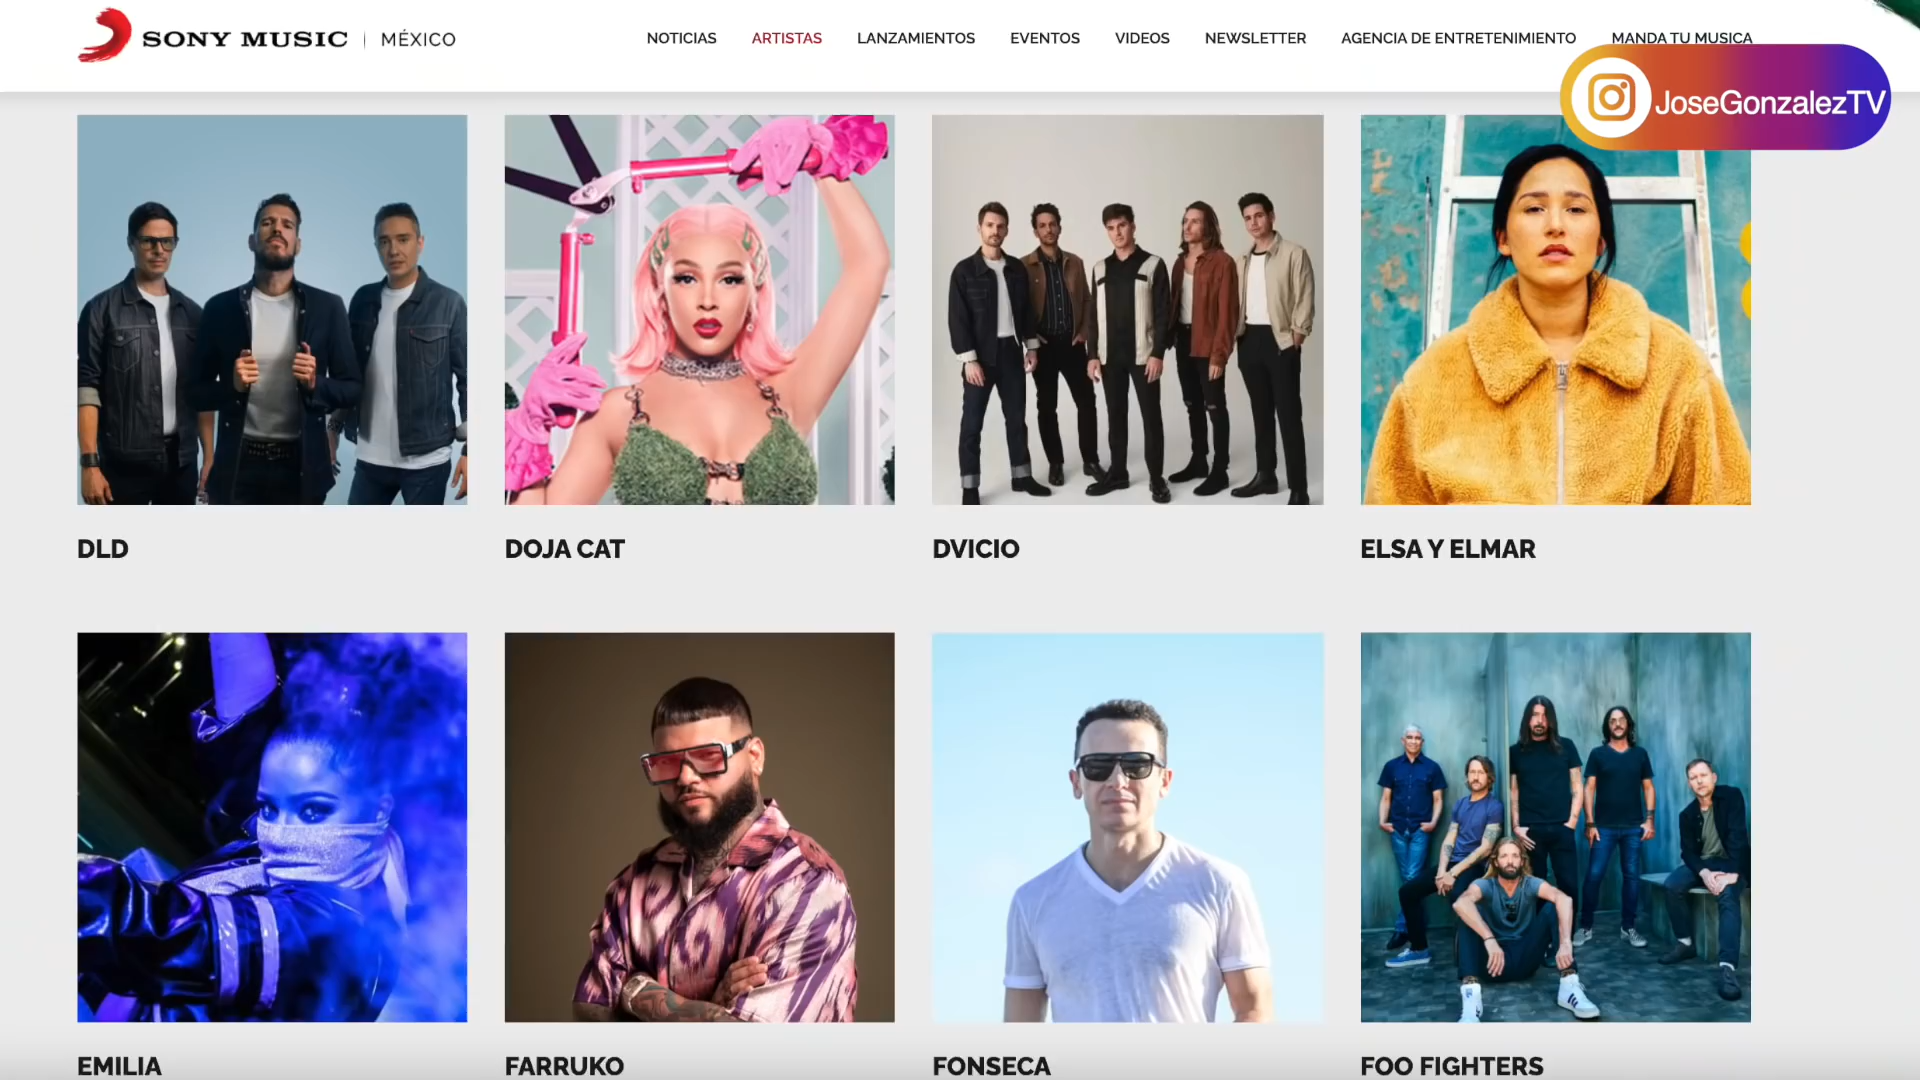 SONY MUSIC | MÉXICO
NOTICIAS ARTISTAS LANZAMIENTOS EVENTOS VIDEOS NEWSLETTER AGENCIA DE ENTRETENIMIENTO MANDA TU MUSICA
JoseGonzalezTV
DLD DOJA CAT DVICIO ELSA Y ELMAR
EMILIA FARRUKO FONSECA FOO FIGHTERS